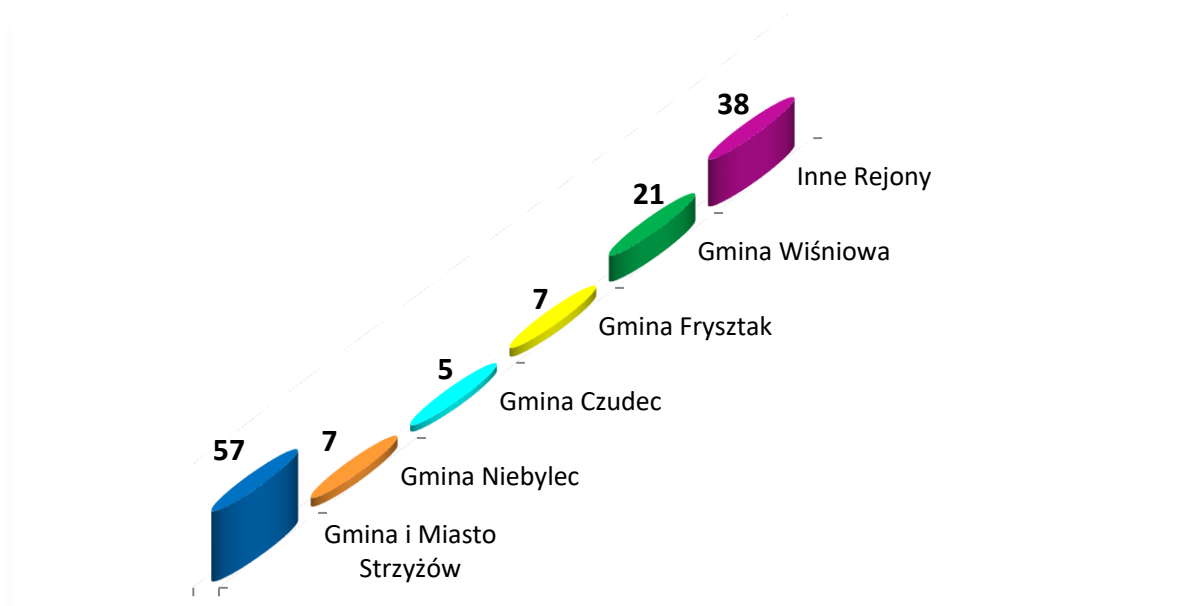 38
Inne Rejony
21
Gmina Wiśniowa
7
Gmina Frysztak
5
Gmina Czudec
57
7
Gmina Niebylec
Gmina i Miasto
Strzyżów